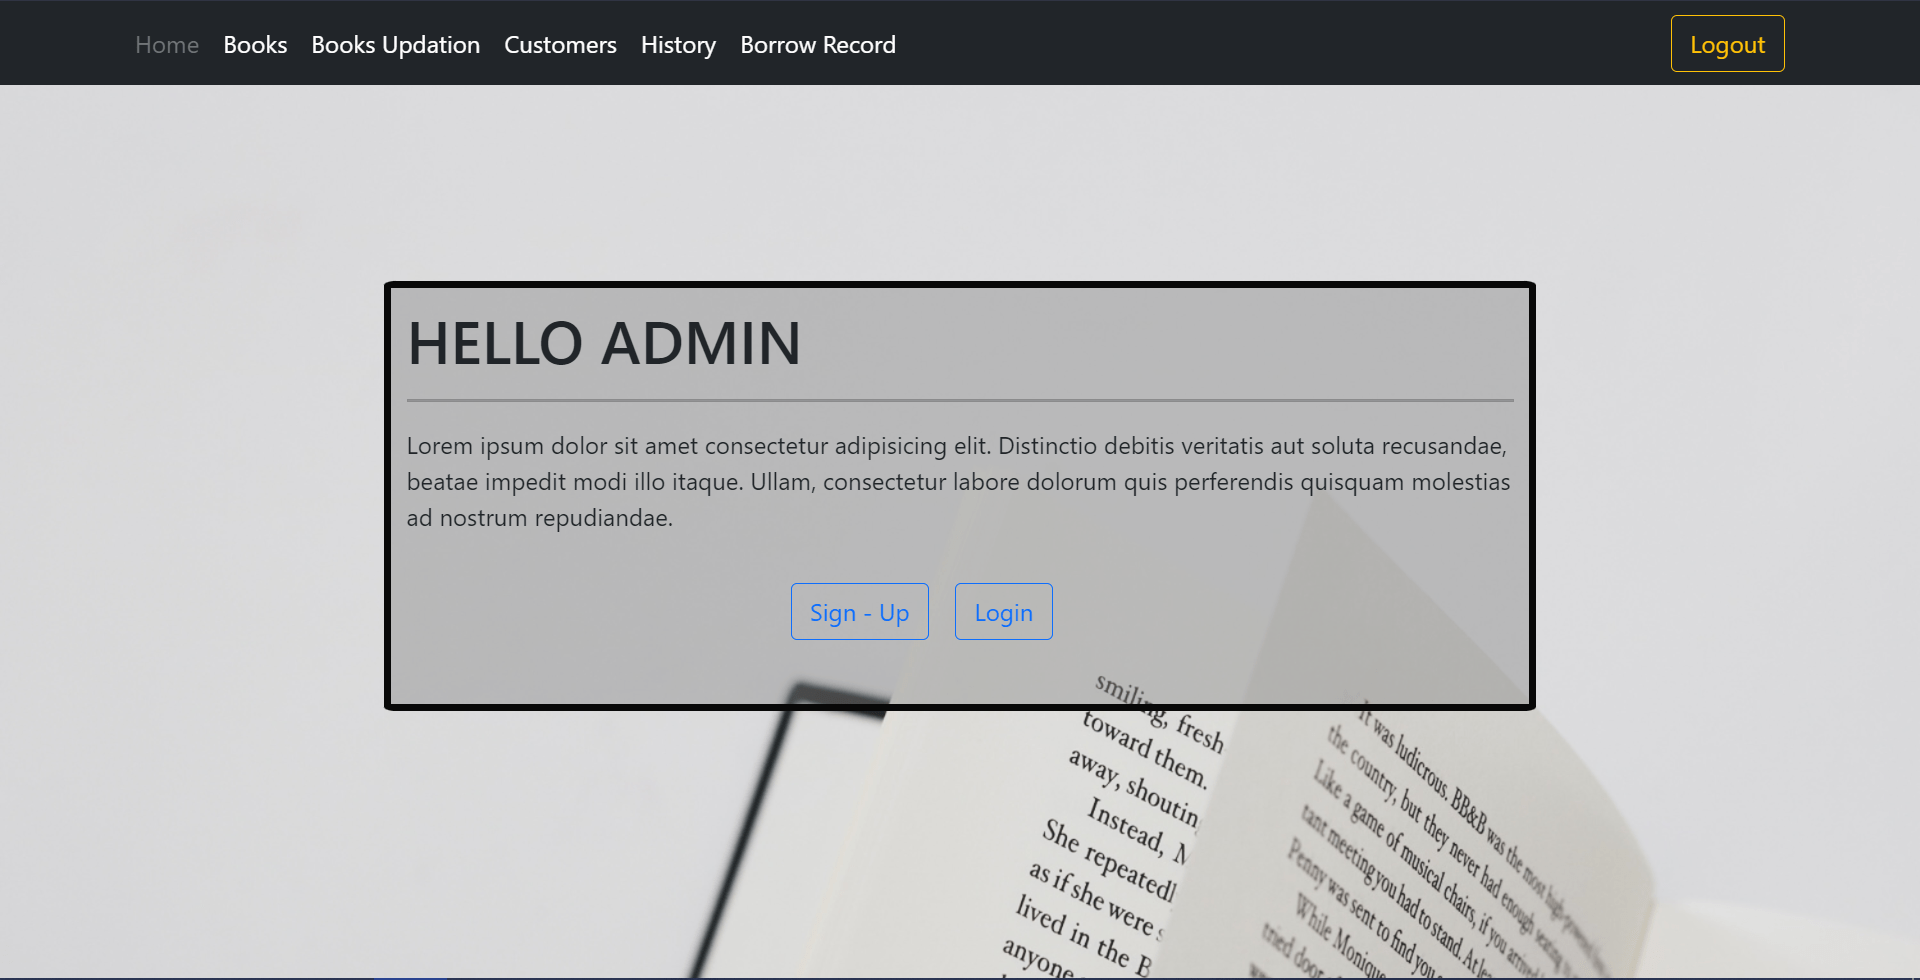 Home Books Books Updation Customers History Borrow Record Logout
HELLO ADMIN
Lorem ipsum dolor sit amet consectetur adipisicing elit. Distinctio debitis veritatis aut soluta recusandae,
beatae impedit modi illo itaque. Ullam, consectetur labore dolorum quis perferendis quisquam molestias
ad nostrum repudiandae.
Sign - Up Login
smiling, fresh
toward them.
away, shouting
Instead, M
She repeatedl
as if she were s
lived in the B
anyone
It was ludicrous. BB&B was the most high-powered
the country, but they never had enough seating
Like a game of musical chairs, if you arrived
tant meeting you had to stand. At lea
Penny was sent to find you
While Monique
tried door